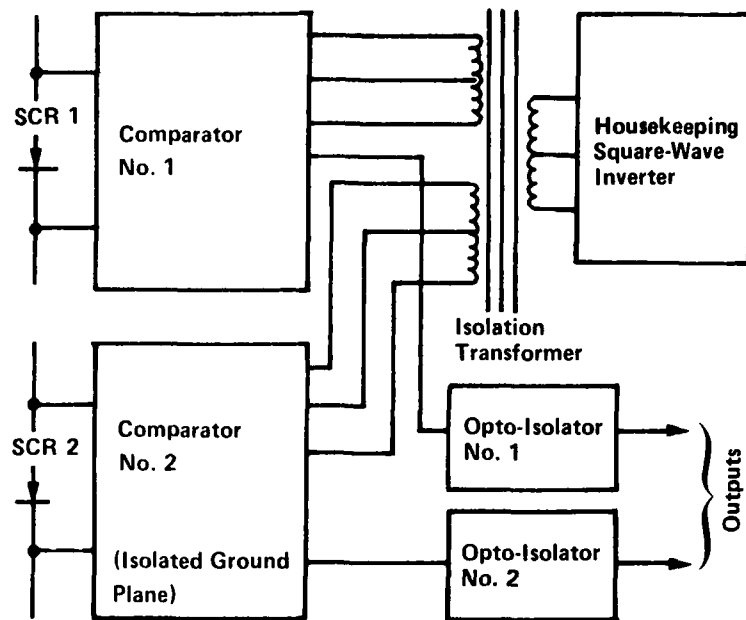 SCR 1
Comparator
No. 1
Housekeeping
Square-Wave
Inverter
Isolation
Transformer
SCR 2
Comparator
No. 2
(Isolated Ground
Plane)
Opto-Isolator
No. 1
Opto-Isolator
No. 2
Outputs